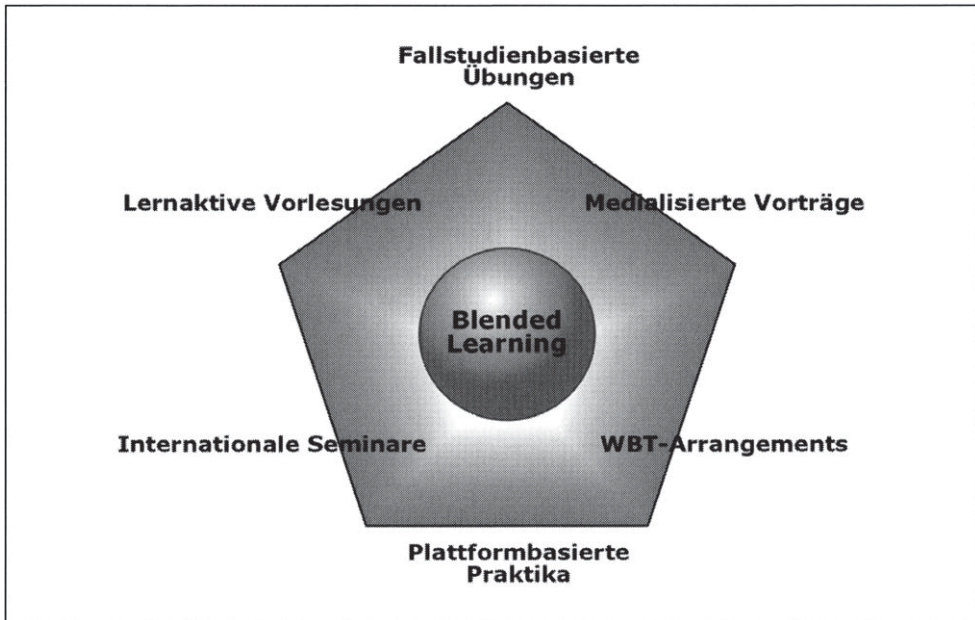 Fallstudienbasierte
Übungen
Lernaktive Vorlesungen
Medialisierte Vorträge
Blended
Learning
Internationale Seminare
WBT-Arrangements
Plattformbasierte
Praktika